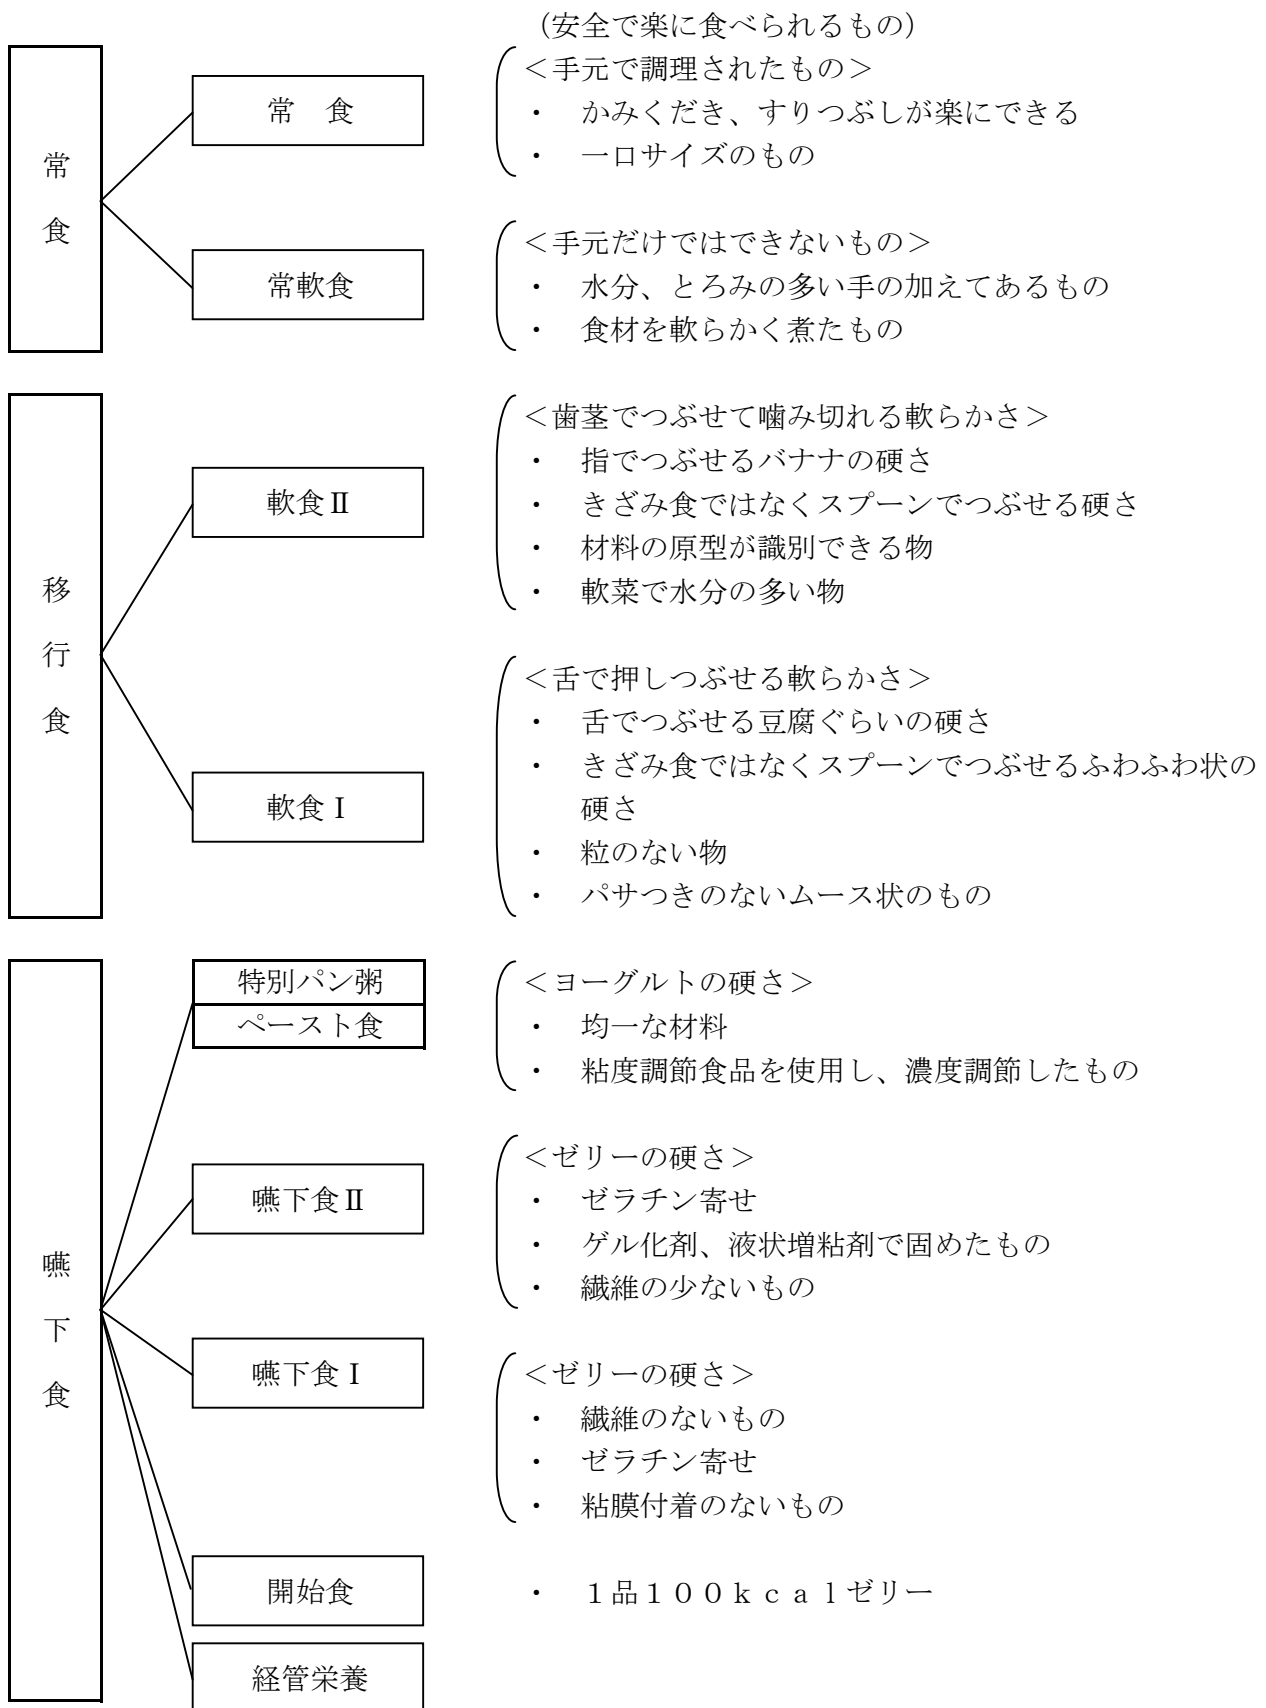 （安全で楽に食べられるもの）
常食
常　食
＜手元で調理されたもの＞
・　かみくだき、すりつぶしが楽にできる
・　一口サイズのもの
常軟食
＜手元だけではできないもの＞
・　水分、とろみの多い手の加えてあるもの
・　食材を軟らかく煮たもの
移行食
軟食Ⅱ
＜歯茎でつぶせて噛み切れる軟らかさ＞
・　指でつぶせるバナナの硬さ
・　きざみ食ではなくスプーンでつぶせる硬さ
・　材料の原型が識別できる物
・　軟菜で水分の多い物
軟食Ⅰ
＜舌で押しつぶせる軟らかさ＞
・　舌でつぶせる豆腐ぐらいの硬さ
・　きざみ食ではなくスプーンでつぶせるふわふわ状の
硬さ
・　粒のない物
・　パサつきのないムース状のもの
嚥下食
特別パン粥
ペースト食
＜ヨーグルトの硬さ＞
・　均一な材料
・　粘度調節食品を使用し、濃度調節したもの
嚥下食Ⅱ
＜ゼリーの硬さ＞
・　ゼラチン寄せ
・　ゲル化剤、液状増粘剤で固めたもの
・　繊維の少ないもの
嚥下食Ⅰ
＜ゼリーの硬さ＞
・　繊維のないもの
・　ゼラチン寄せ
・　粘膜付着のないもの
開始食
・　１品１００ｋｃａｌゼリー
経管栄養